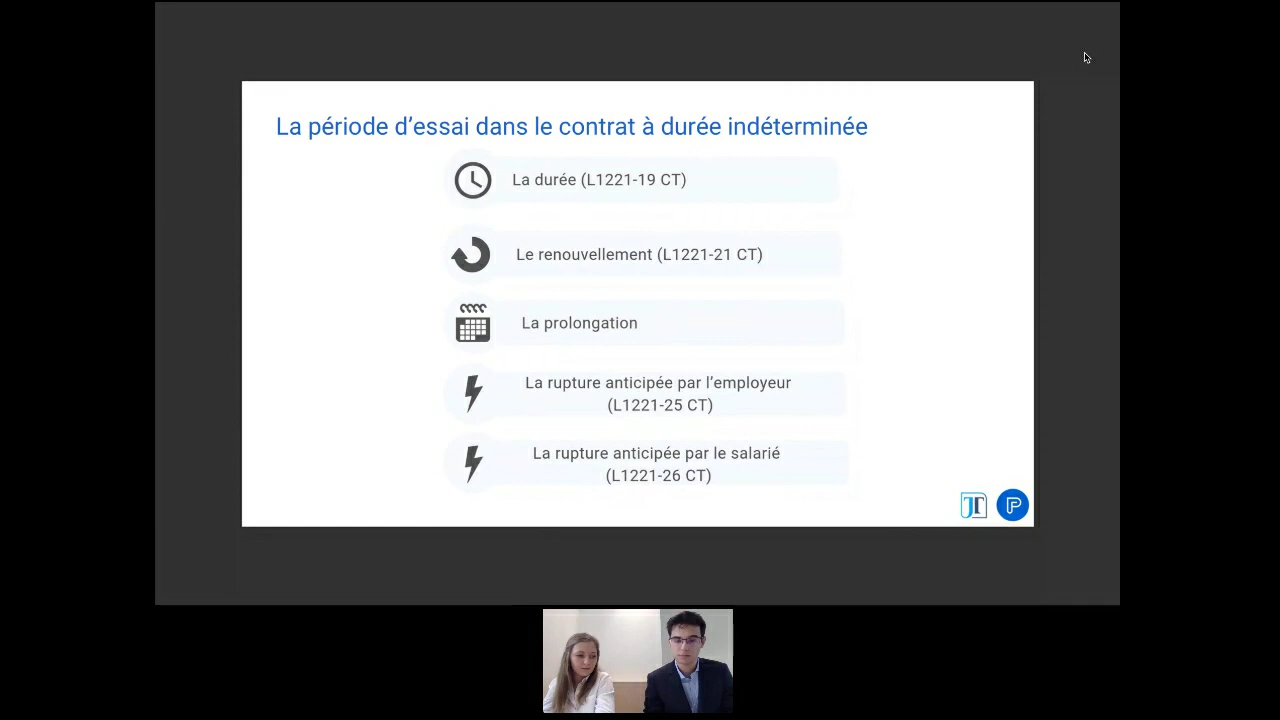 La période d’essai dans le contrat à durée indéterminée
La durée (L1221-19 CT)
Le renouvellement (L1221-21 CT)
La prolongation
La rupture anticipée par l’employeur
(L1221-25 CT)
La rupture anticipée par le salarié
(L1221-26 CT)
JT
P